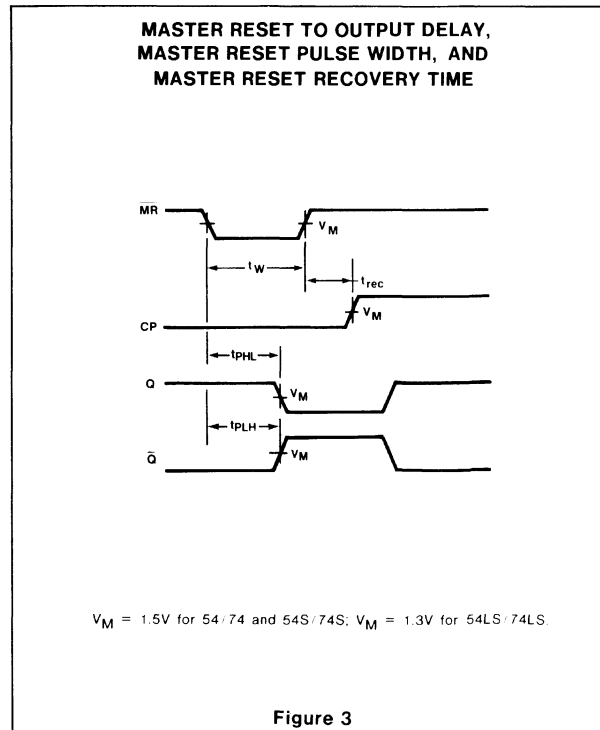 MASTER RESET TO OUTPUT DELAY,
MASTER RESET PULSE WIDTH, AND
MASTER RESET RECOVERY TIME
M̅R̅
VM
tW
trec
CP
VM
tPHL
Q
VM
tPLH
Q̅
VM
VM = 1.5V for 54/74 and 54S/74S; VM = 1.3V for 54LS/74LS.
Figure 3